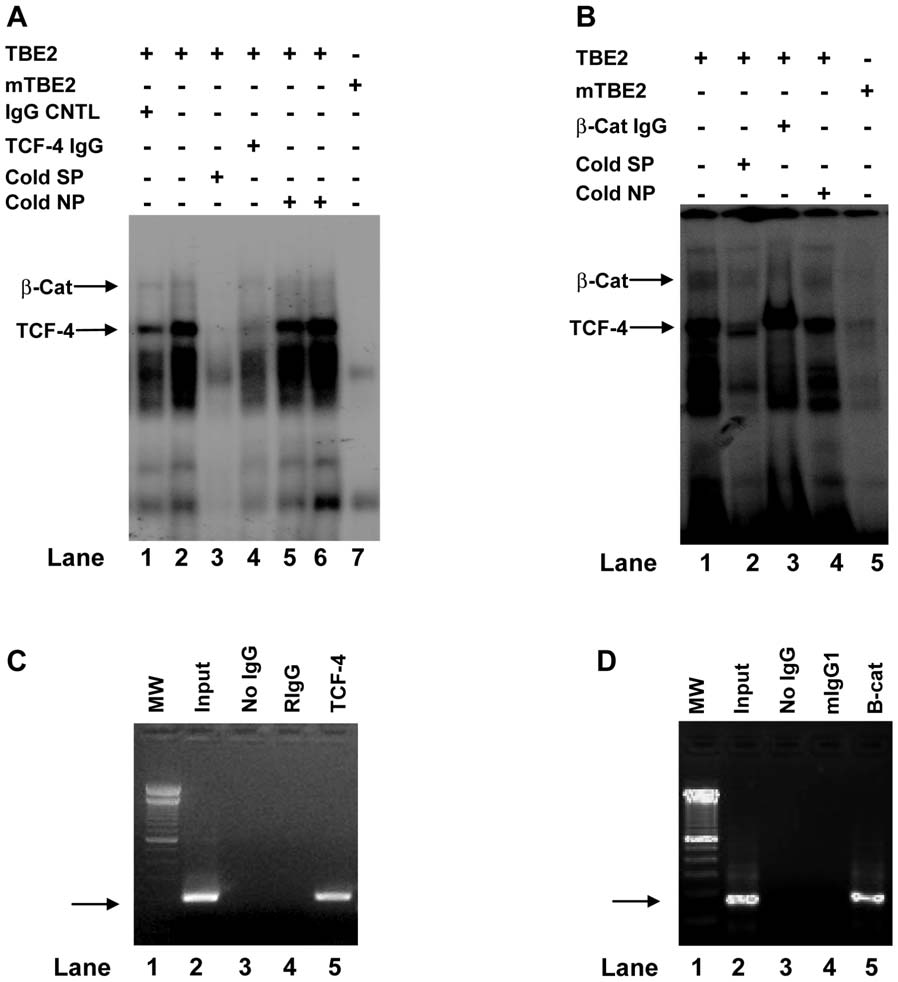 A
TBE2 + + + + + + -
mTBE2 - - - - - - +
IgG CNTL + - - - - - -
TCF-4 IgG - - - + - - -
Cold SP - - + - - - -
Cold NP - - - - + + -
β-Cat
TCF-4
Lane 1 2 3 4 5 6 7
B
TBE2 + + + + -
mTBE2 - - - - +
β-Cat IgG - - + - -
Cold SP - + - - -
Cold NP - - - + -
β-Cat
TCF-4
Lane 1 2 3 4 5
C
MW Input No IgG RIgG TCF-4
Lane 1 2 3 4 5
D
MW Input No IgG mIgG1 B-cat
Lane 1 2 3 4 5